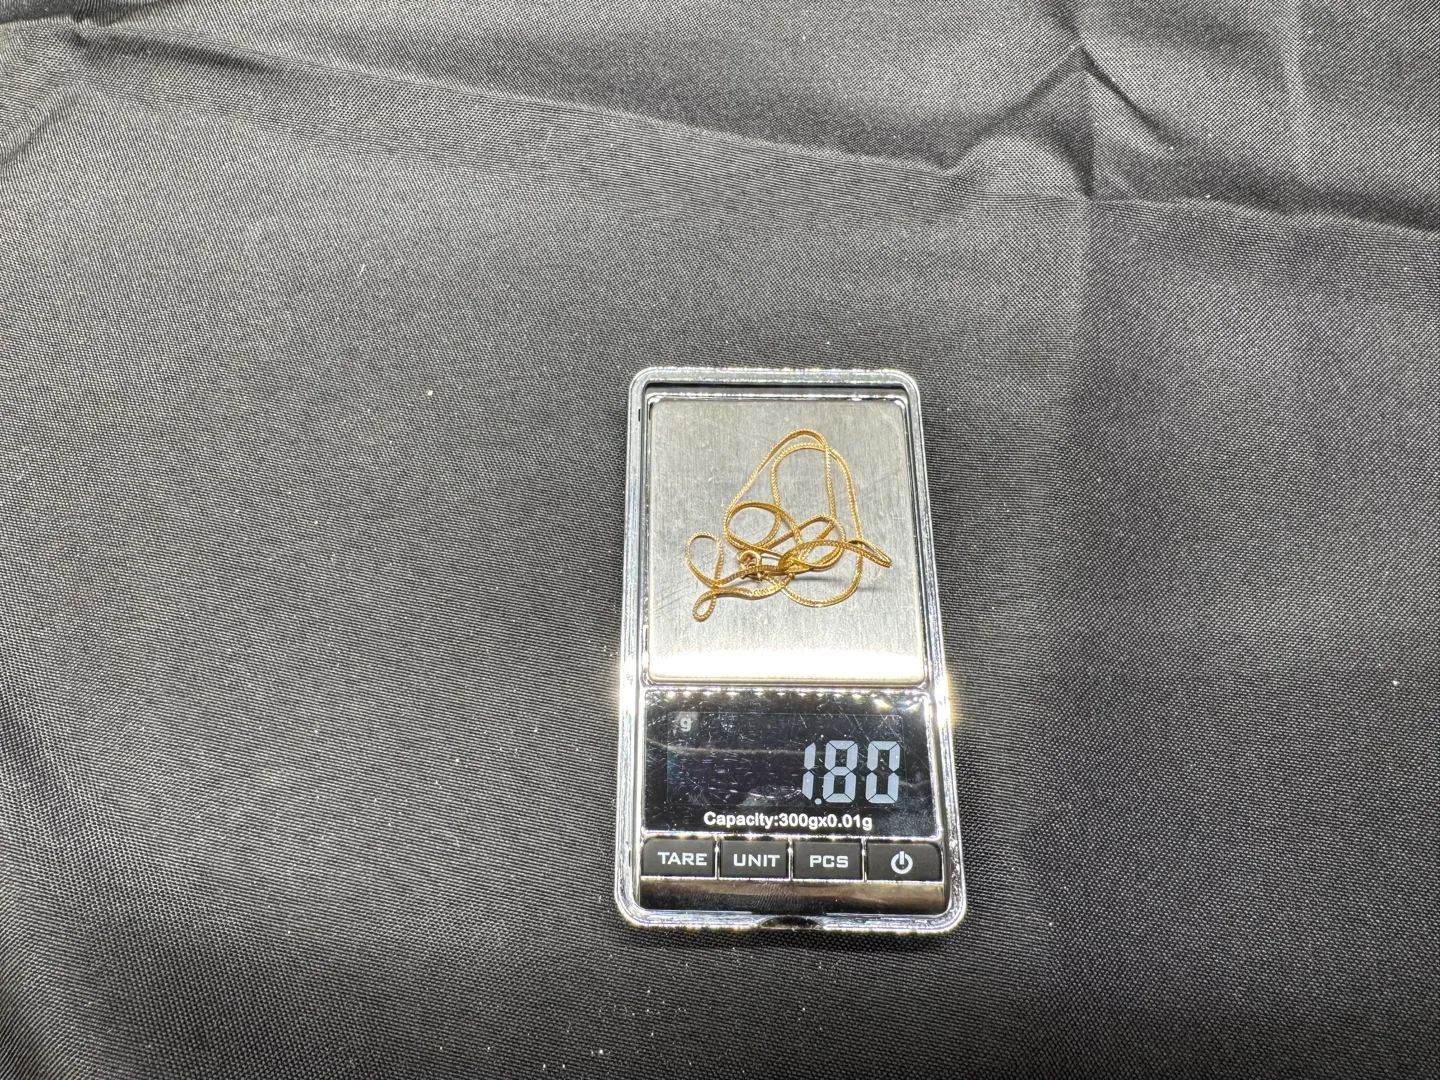 g
1.80
Capacity:300gx0.01g
TARE UNIT PCS